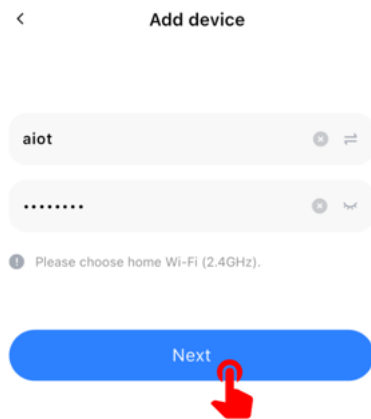 Add device
aiot
••••••••
Please choose home Wi-Fi (2.4GHz).
Next